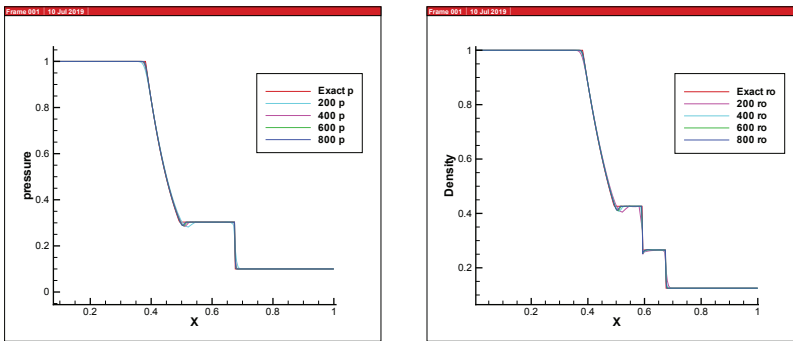 Frame 001 | 10 Jul 2019 |
pressure
1
0.8
0.6
0.4
0.2
0
0.2 0.4 0.6 0.8 1
X
Exact p
200 p
400 p
600 p
800 p
Frame 001 | 10 Jul 2019 |
Density
1
0.8
0.6
0.4
0.2
0.2 0.4 0.6 0.8 1
X
Exact ro
200 ro
400 ro
600 ro
800 ro